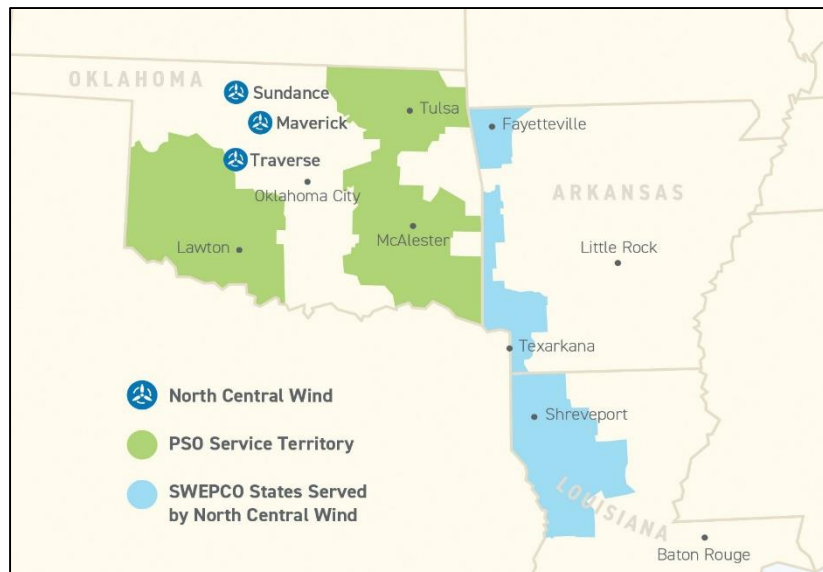 OKLAHOMA
Sundance
Maverick
Tulsa
Fayetteville
Traverse
Oklahoma City
ARKANSAS
McAlester
Lawton
Little Rock
Texarkana
North Central Wind
Shreveport
PSO Service Territory
SWEPCO States Served
by North Central Wind
LOUISIANA
Baton Rouge